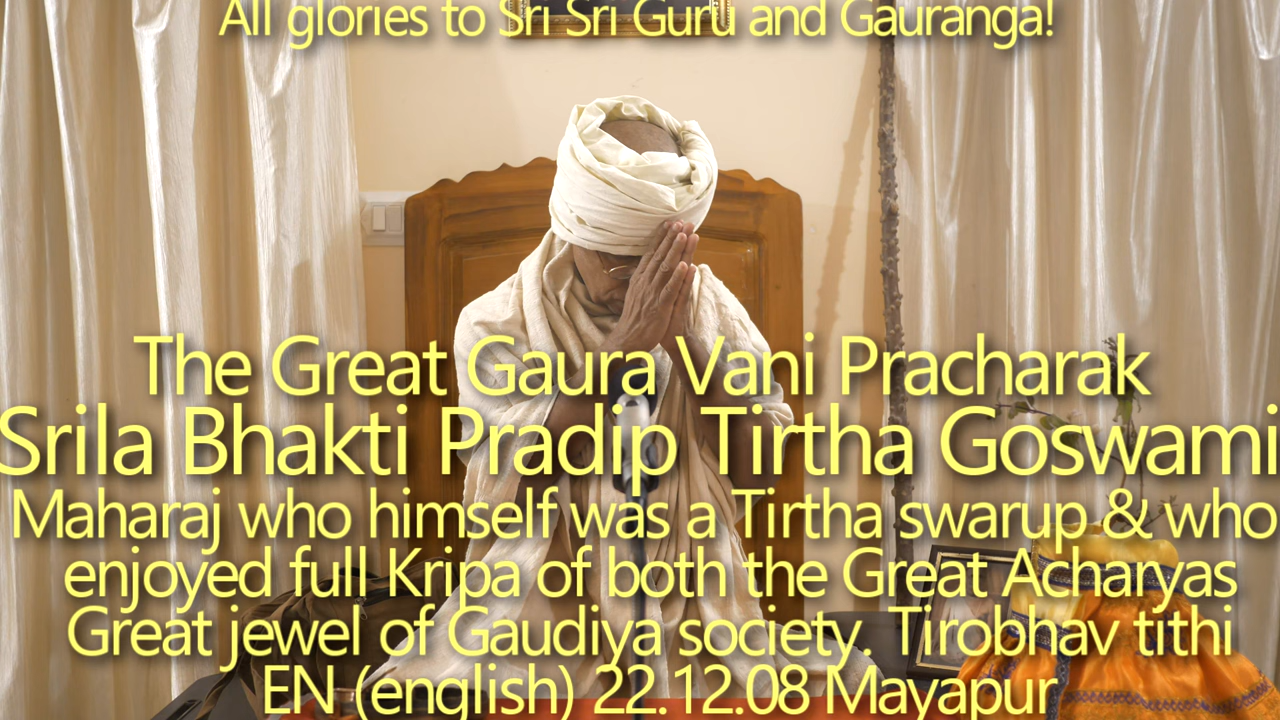 All glories to Sri Sri Guru and Gauranga!
The Great Gaura Vani Pracharak
Srila Bhakti Pradip Tirtha Goswami
Maharaj who himself was a Tirtha swarup & who
enjoyed full Kripa of both the Great Acharyas
Great jewel of Gaudiya society. Tirobhav tithi
EN (english) 22.12.08 Mayapur